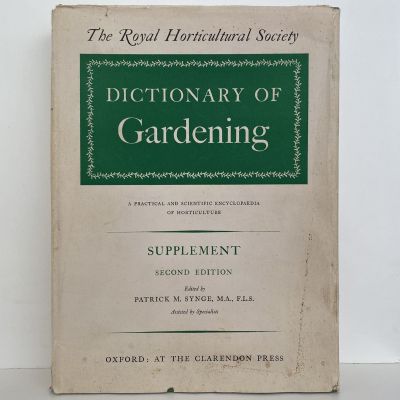 The Royal Horticultural Society
DICTIONARY OF
Gardening
A PRACTICAL AND SCIENTIFIC ENCYCLOPAEDIA
OF HORTICULTURE
SUPPLEMENT
SECOND EDITION
Edited by
PATRICK M. SYNGE, M.A., F.L.S.
Assisted by Specialists
OXFORD: AT THE CLARENDON PRESS